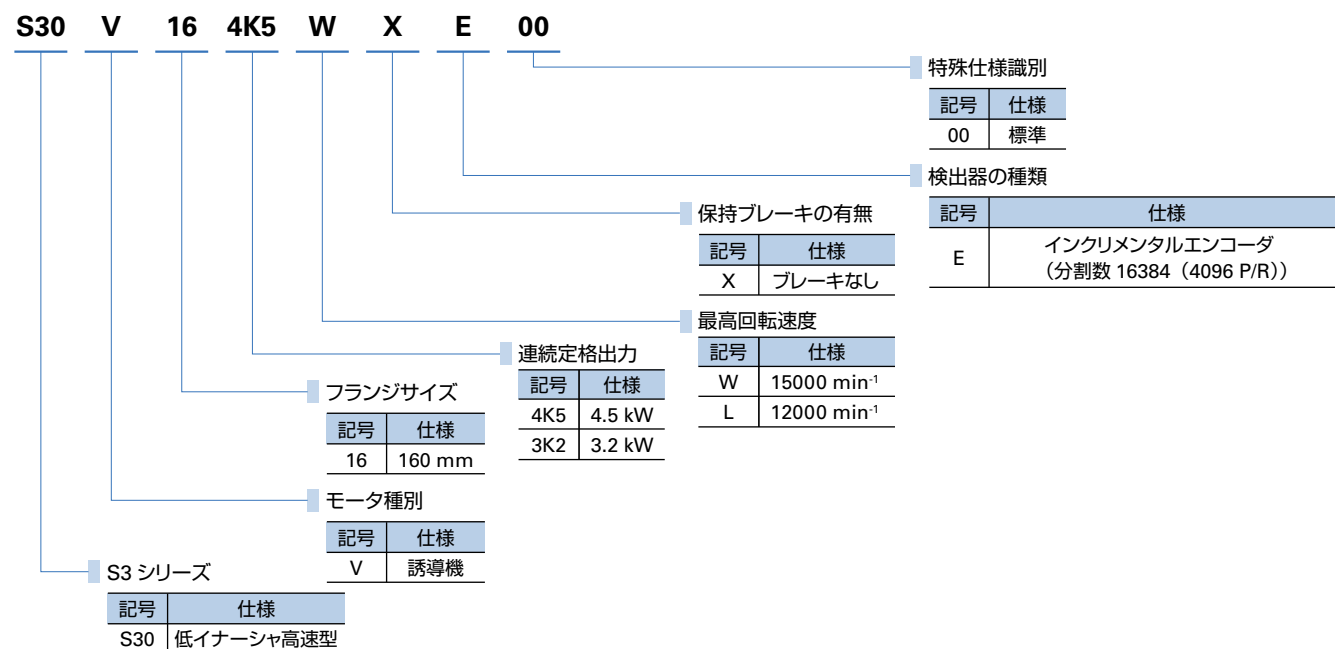 S30 V 16 4K5 W X E 00
特殊仕様識別
記号 仕様
00 標準
検出器の種類
記号 仕様
E インクリメンタルエンコーダ
（分割数 16384（4096 P/R））
保持ブレーキの有無
記号 仕様
X ブレーキなし
最高回転速度
記号 仕様
W 15000 min-1
L 12000 min-1
連続定格出力
記号 仕様
4K5 4.5 kW
3K2 3.2 kW
フランジサイズ
記号 仕様
16 160 mm
モータ種別
記号 仕様
V 誘導機
S3 シリーズ
記号 仕様
S30 低イナーシャ高速型